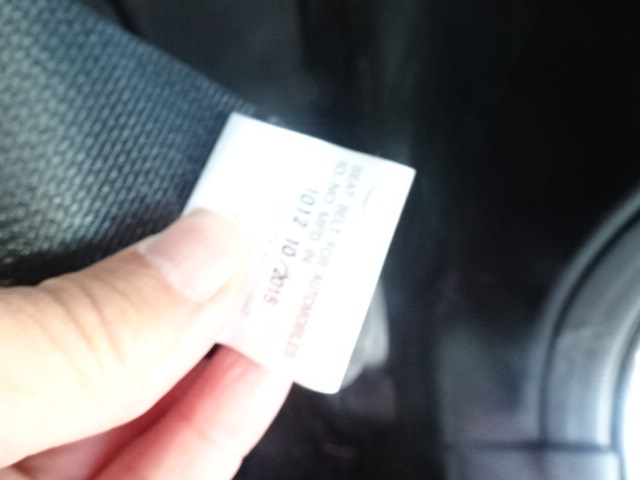 SEAT BELT FOR AUTOMOBILES
ID. NO. MFD IN
1012 10/2015